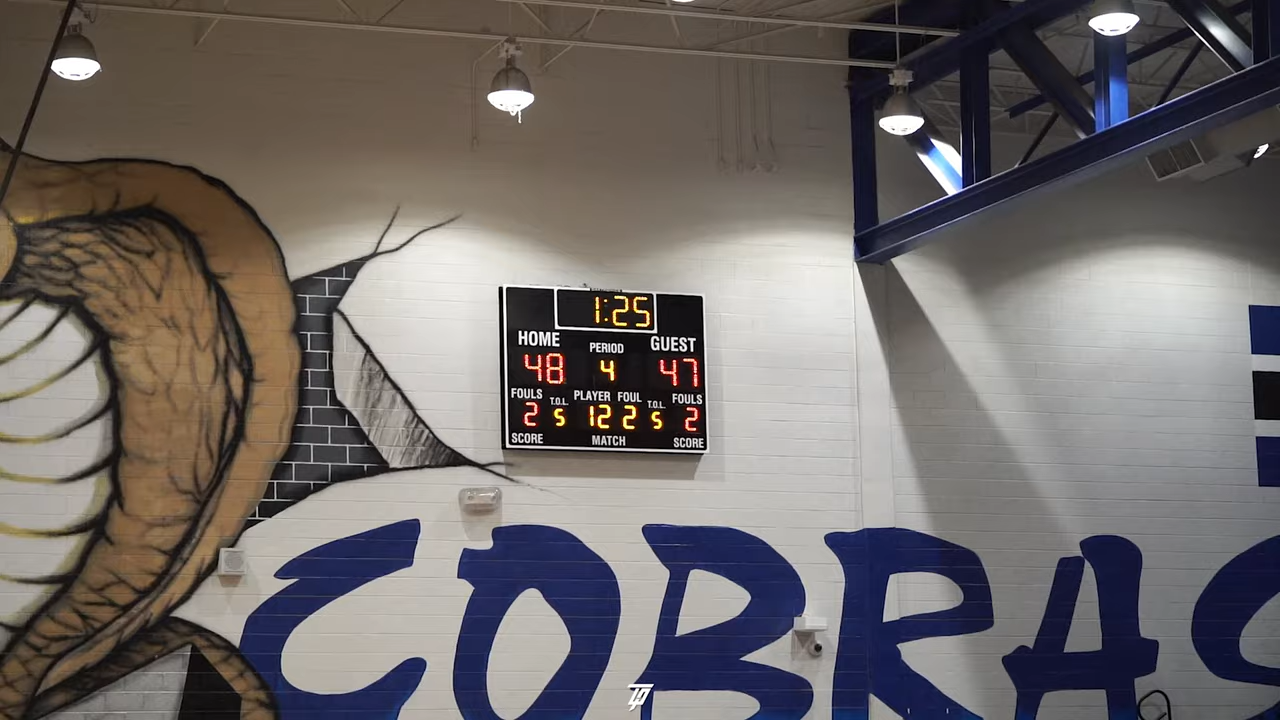 1:25
HOME PERIOD GUEST
48 4 47
FOULS T.O.L. PLAYER FOUL T.O.L. FOULS
2 5 12 2 5 2
SCORE MATCH SCORE
COBRAS